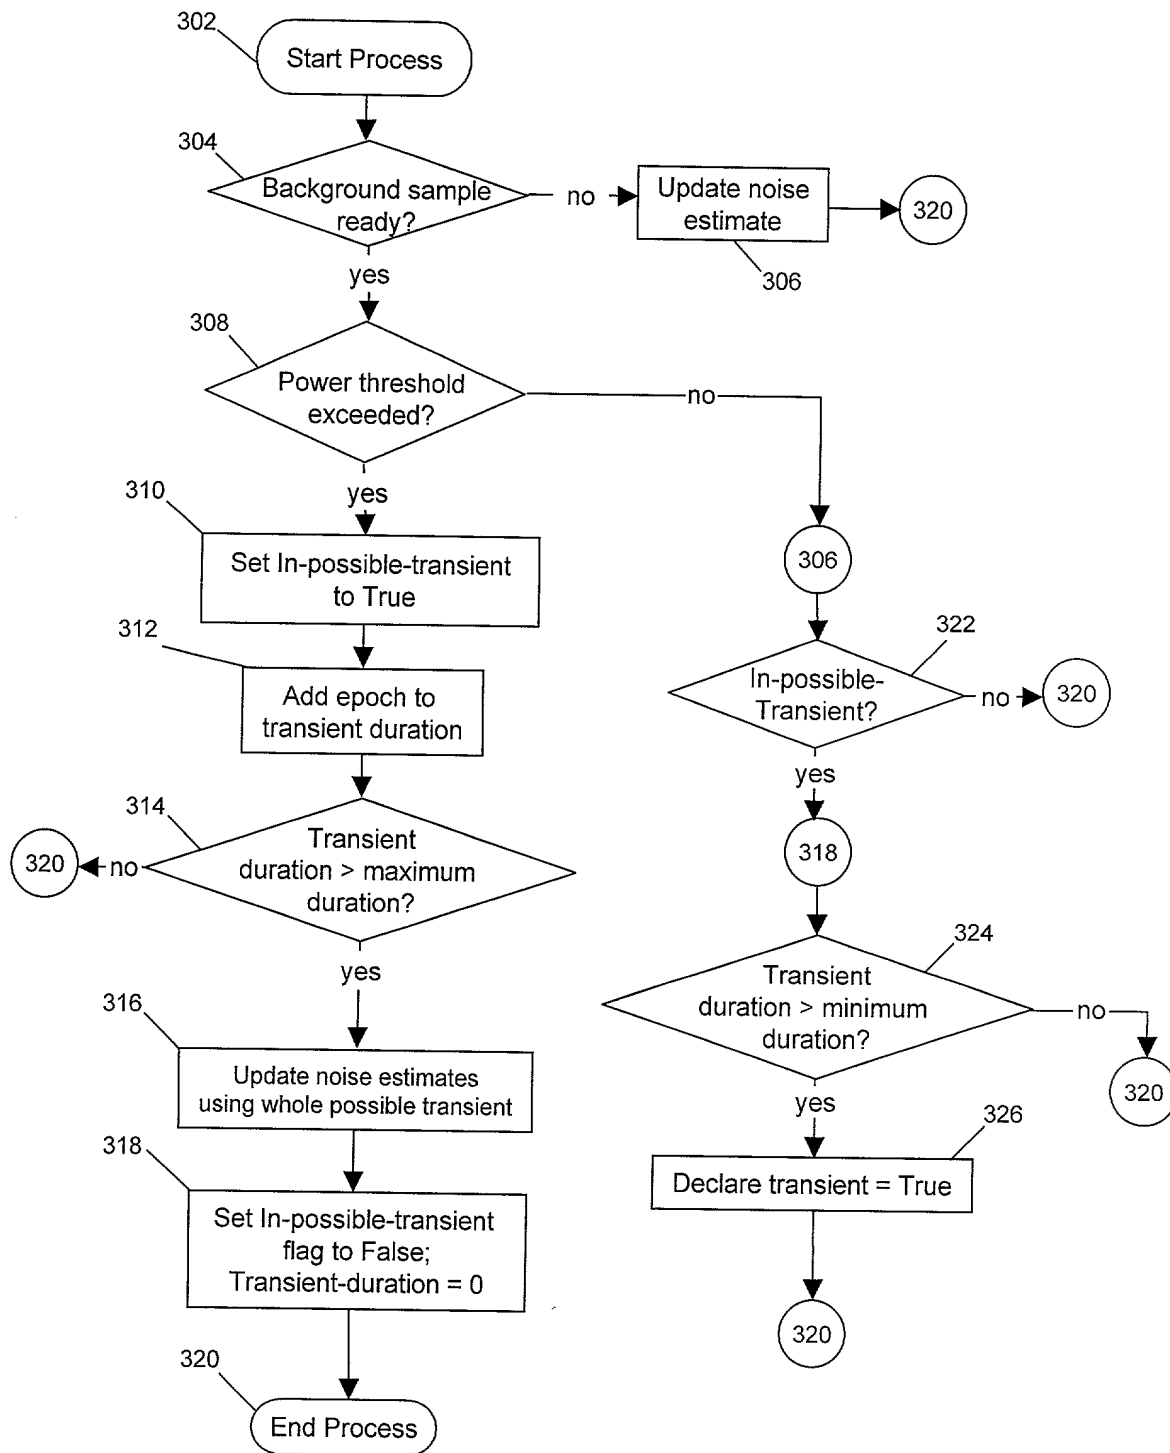 302
Start Process
304
Background sample
ready?
no
Update noise
estimate
320
306
yes
308
Power threshold
exceeded?
no
yes
310
Set In-possible-transient
to True
306
312
322
Add epoch to
transient duration
In-possible-
Transient?
no
320
yes
314
Transient
duration > maximum
duration?
320
no
318
yes
324
Transient
duration > minimum
duration?
no
320
316
Update noise estimates
using whole possible transient
yes
326
Declare transient = True
318
Set In-possible-transient
flag to False;
Transient-duration = 0
320
320
End Process